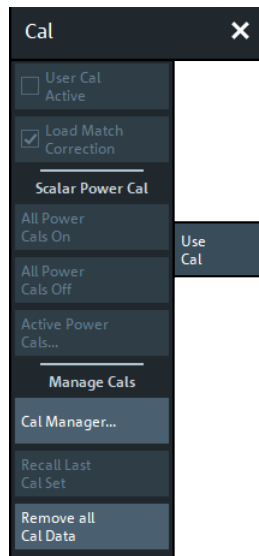 Cal
User Cal
Active
Load Match
Correction
Scalar Power Cal
All Power
Cals On
All Power
Cals Off
Active Power
Cals...
Manage Cals
Cal Manager...
Recall Last
Cal Set
Remove all
Cal Data
Use
Cal